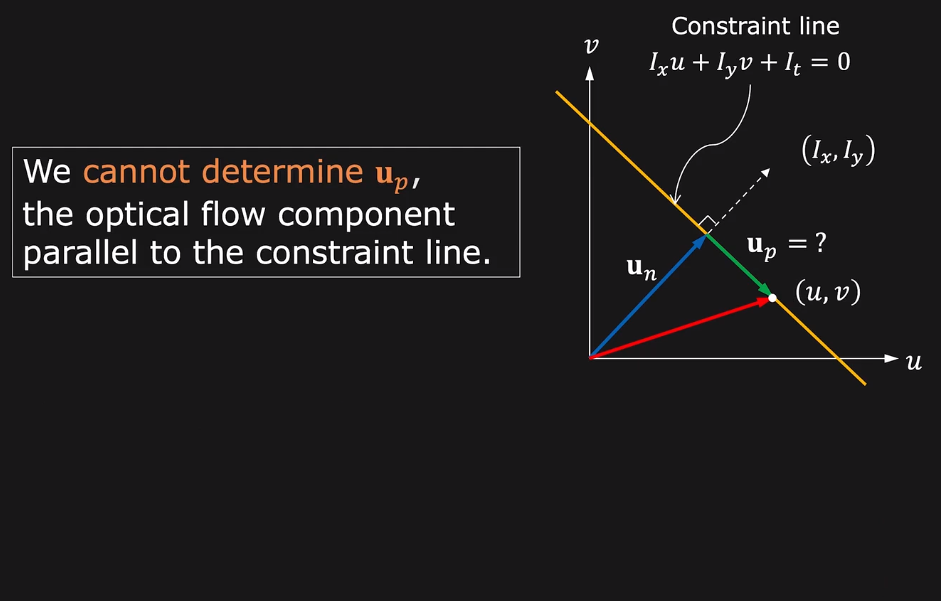 Constraint line
I_x u + I_y v + I_t = 0
v
(I_x, I_y)
We cannot determine 𝐮_p,
the optical flow component
parallel to the constraint line.
𝐮_p = ?
𝐮_n
(u, v)
u